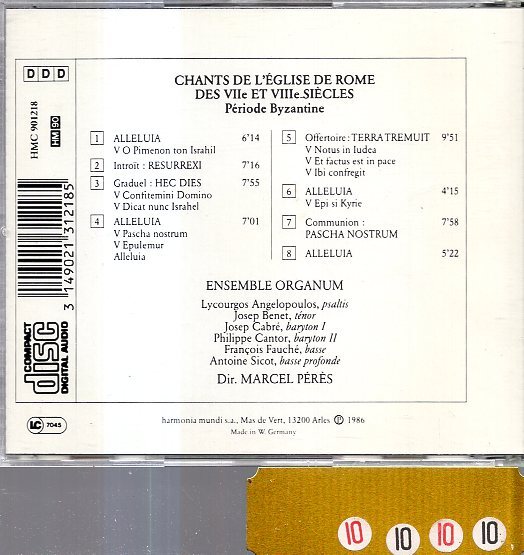 DDD
HMC 901218
HM 90
3 149021 312185
COMPACT
disc
DIGITAL AUDIO
LC 7045
CHANTS DE L'ÉGLISE DE ROME
DES VIIe ET VIIIe SIÈCLES
Période Byzantine
1 ALLELUIA 6'14
V O Pimenon ton Israhil
2 Introït : RESURREXI 7'16
3 Graduel : HEC DIES 7'55
V Confitemini Domino
V Dicat nunc Israhel
4 ALLELUIA 7'01
V Pascha nostrum
V Epulemur
Alleluia
5 Offertoire : TERRA TREMUIT 9'51
V Notus in Iudea
V Et factus est in pace
V Ibi confregit
6 ALLELUIA 4'15
V Epi si Kyrie
7 Communion : 7'58
PASCHA NOSTRUM
8 ALLELUIA 5'22
ENSEMBLE ORGANUM
Lycourgos Angelopoulos, psaltis
Josep Benet, ténor
Josep Cabré, baryton I
Philippe Cantor, baryton II
François Fauché, basse
Antoine Sicot, basse profonde
Dir. MARCEL PÉRÈS
harmonia mundi s.a., Mas de Vert, 13200 Arles ℗ 1986
Made in W. Germany
10 10 10 10